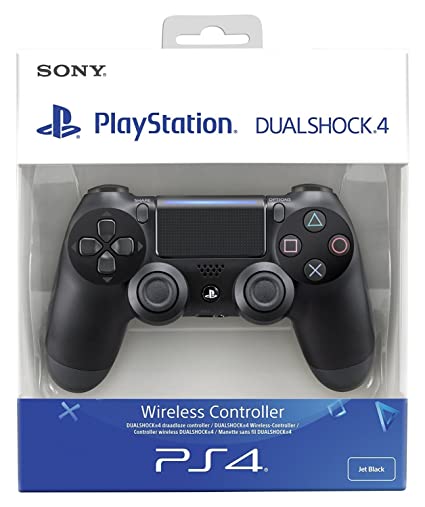 SONY
PlayStation® DUALSHOCK®4
SHARE OPTIONS
Wireless Controller
DUALSHOCK®4 draadloze controller / DUALSHOCK®4 Wireless-Controller /
Controller wireless DUALSHOCK®4 / Manette sans fil DUALSHOCK®4
PS4®
Jet Black